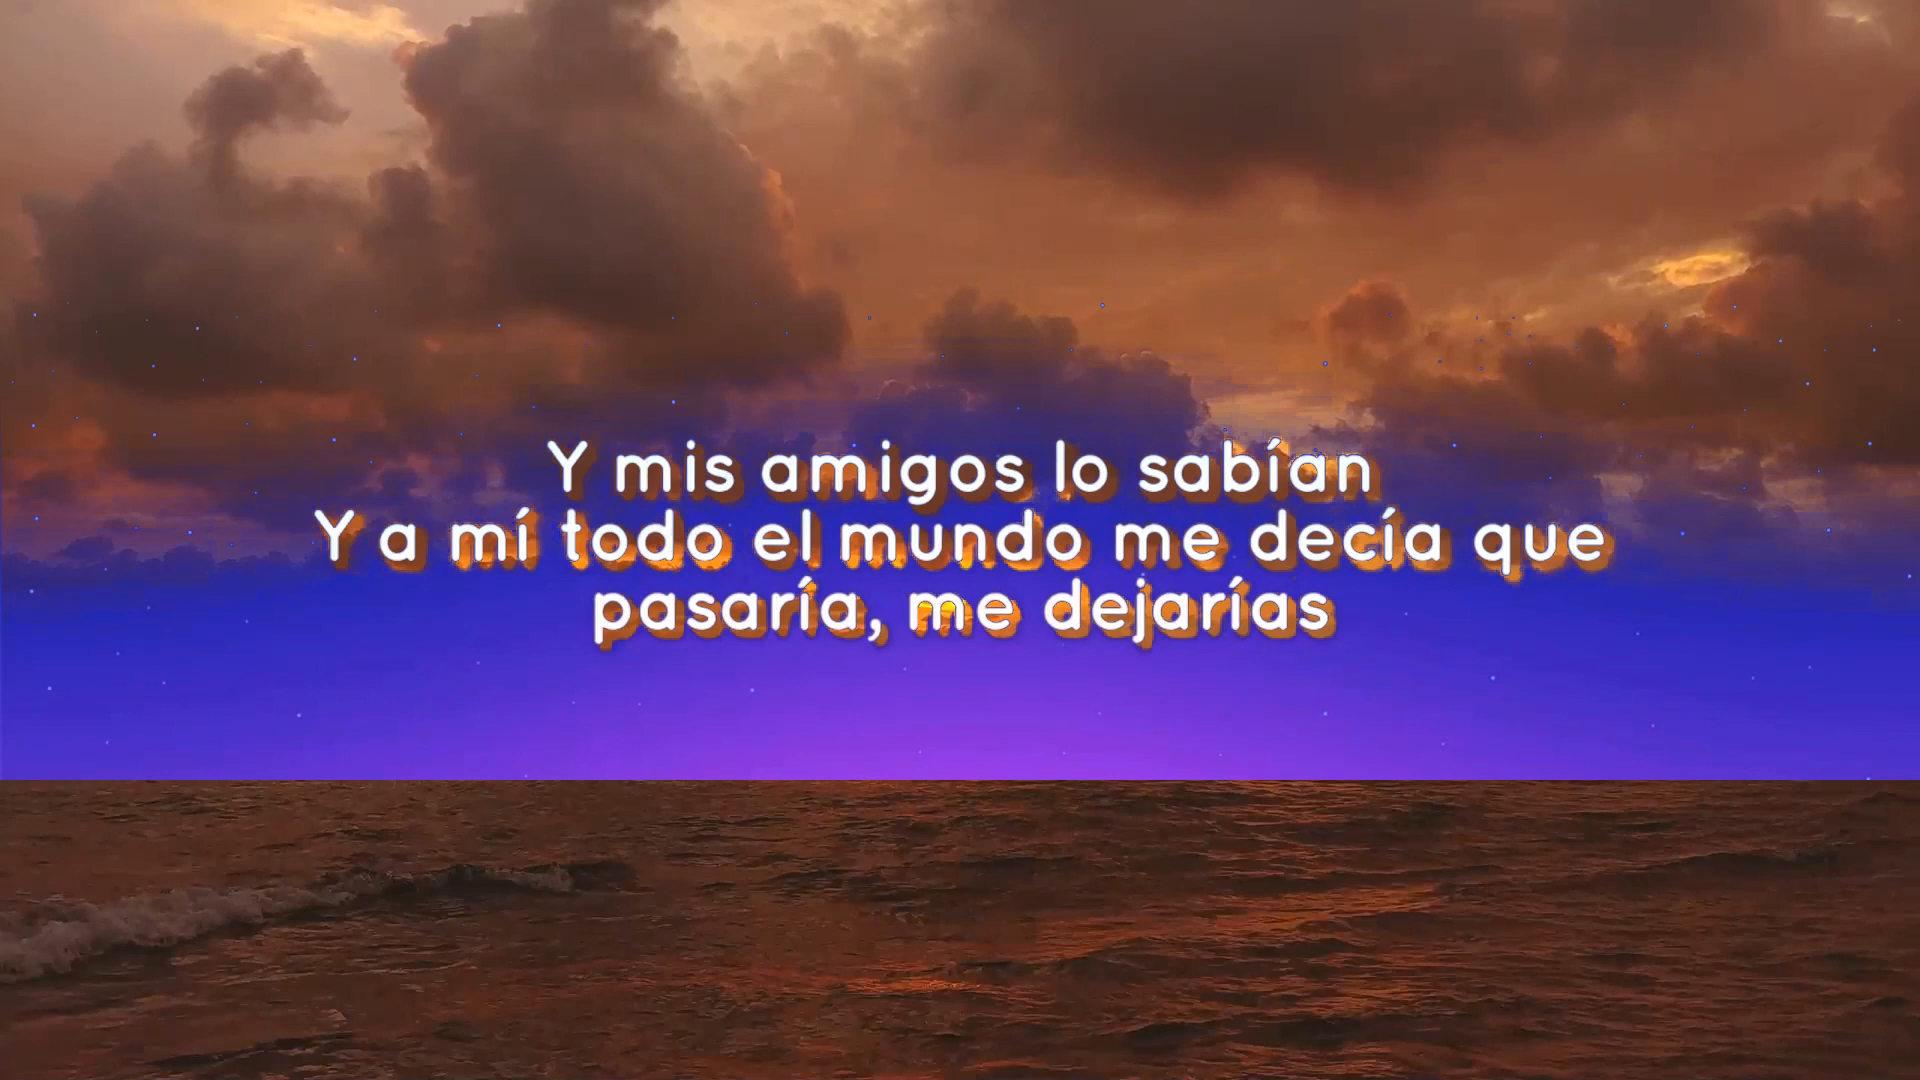 Y mis amigos lo sabían
Y a mí todo el mundo me decía que
pasaría, me dejarías